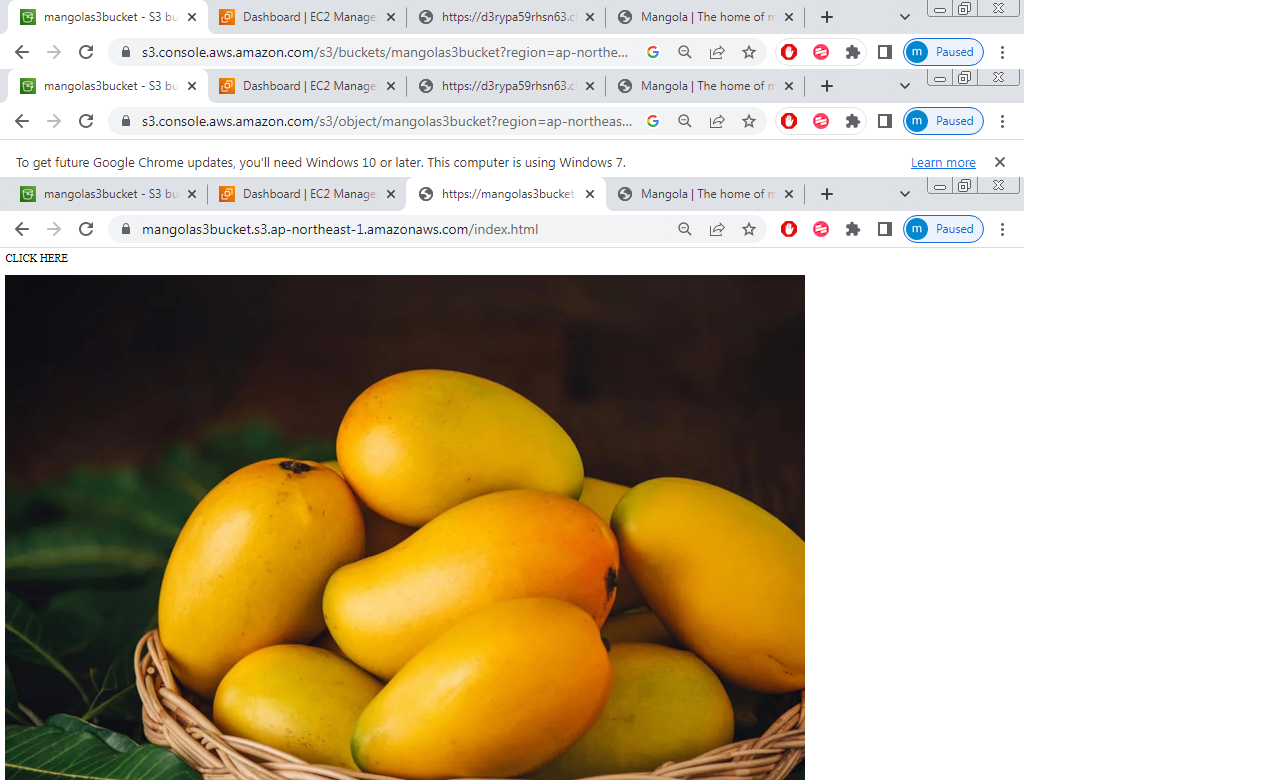 mangolas3bucket - S3 bu Dashboard | EC2 Manage https://d3rypa59rhsn63.cl Mangola | The home of m
s3.console.aws.amazon.com/s3/buckets/mangolas3bucket?region=ap-northe... m Paused
mangolas3bucket - S3 bu Dashboard | EC2 Manage https://d3rypa59rhsn63.cl Mangola | The home of m
s3.console.aws.amazon.com/s3/object/mangolas3bucket?region=ap-northeas... m Paused
To get future Google Chrome updates, you'll need Windows 10 or later. This computer is using Windows 7. Learn more
mangolas3bucket - S3 bu Dashboard | EC2 Manage https://mangolas3bucket. Mangola | The home of m
mangolas3bucket.s3.ap-northeast-1.amazonaws.com/index.html m Paused
CLICK HERE